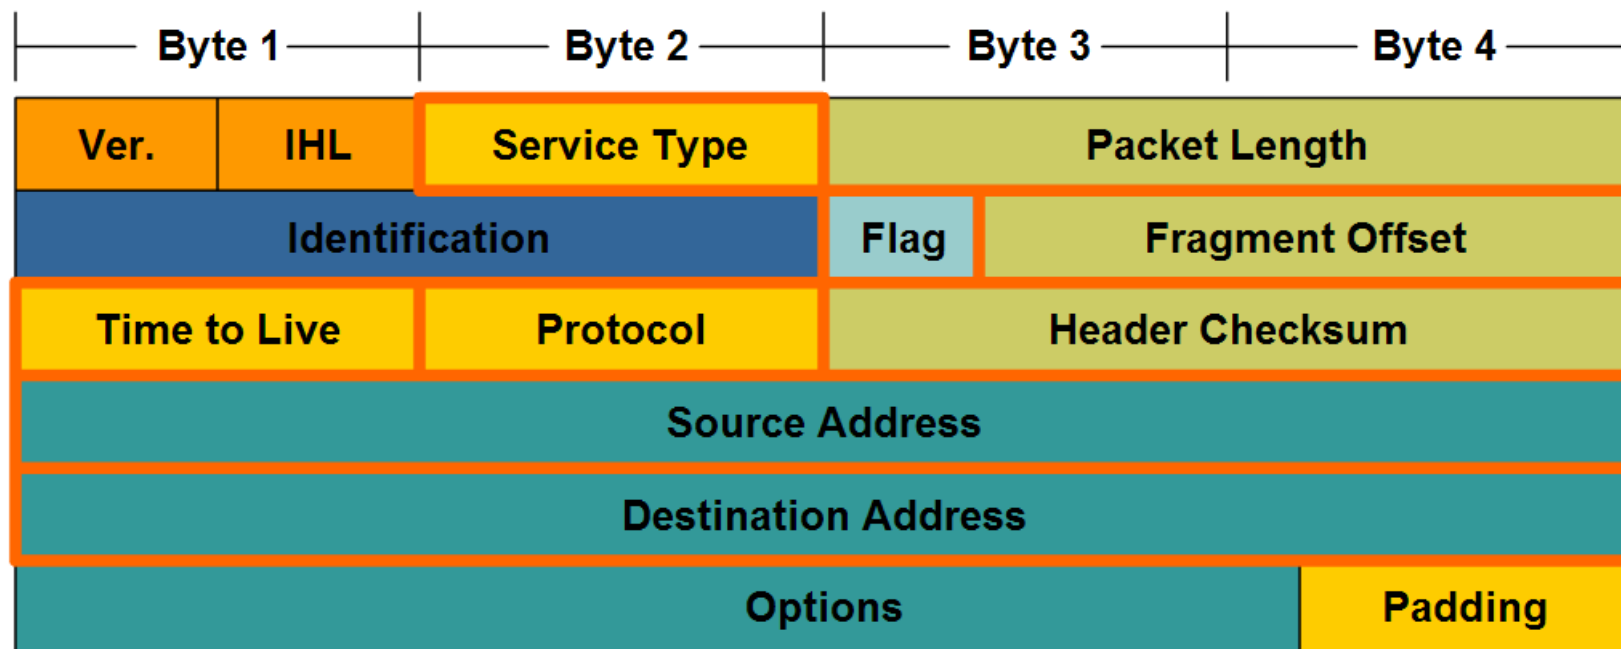 Byte 1 Byte 2 Byte 3 Byte 4
Ver. IHL Service Type Packet Length
Identification Flag Fragment Offset
Time to Live Protocol Header Checksum
Source Address
Destination Address
Options Padding